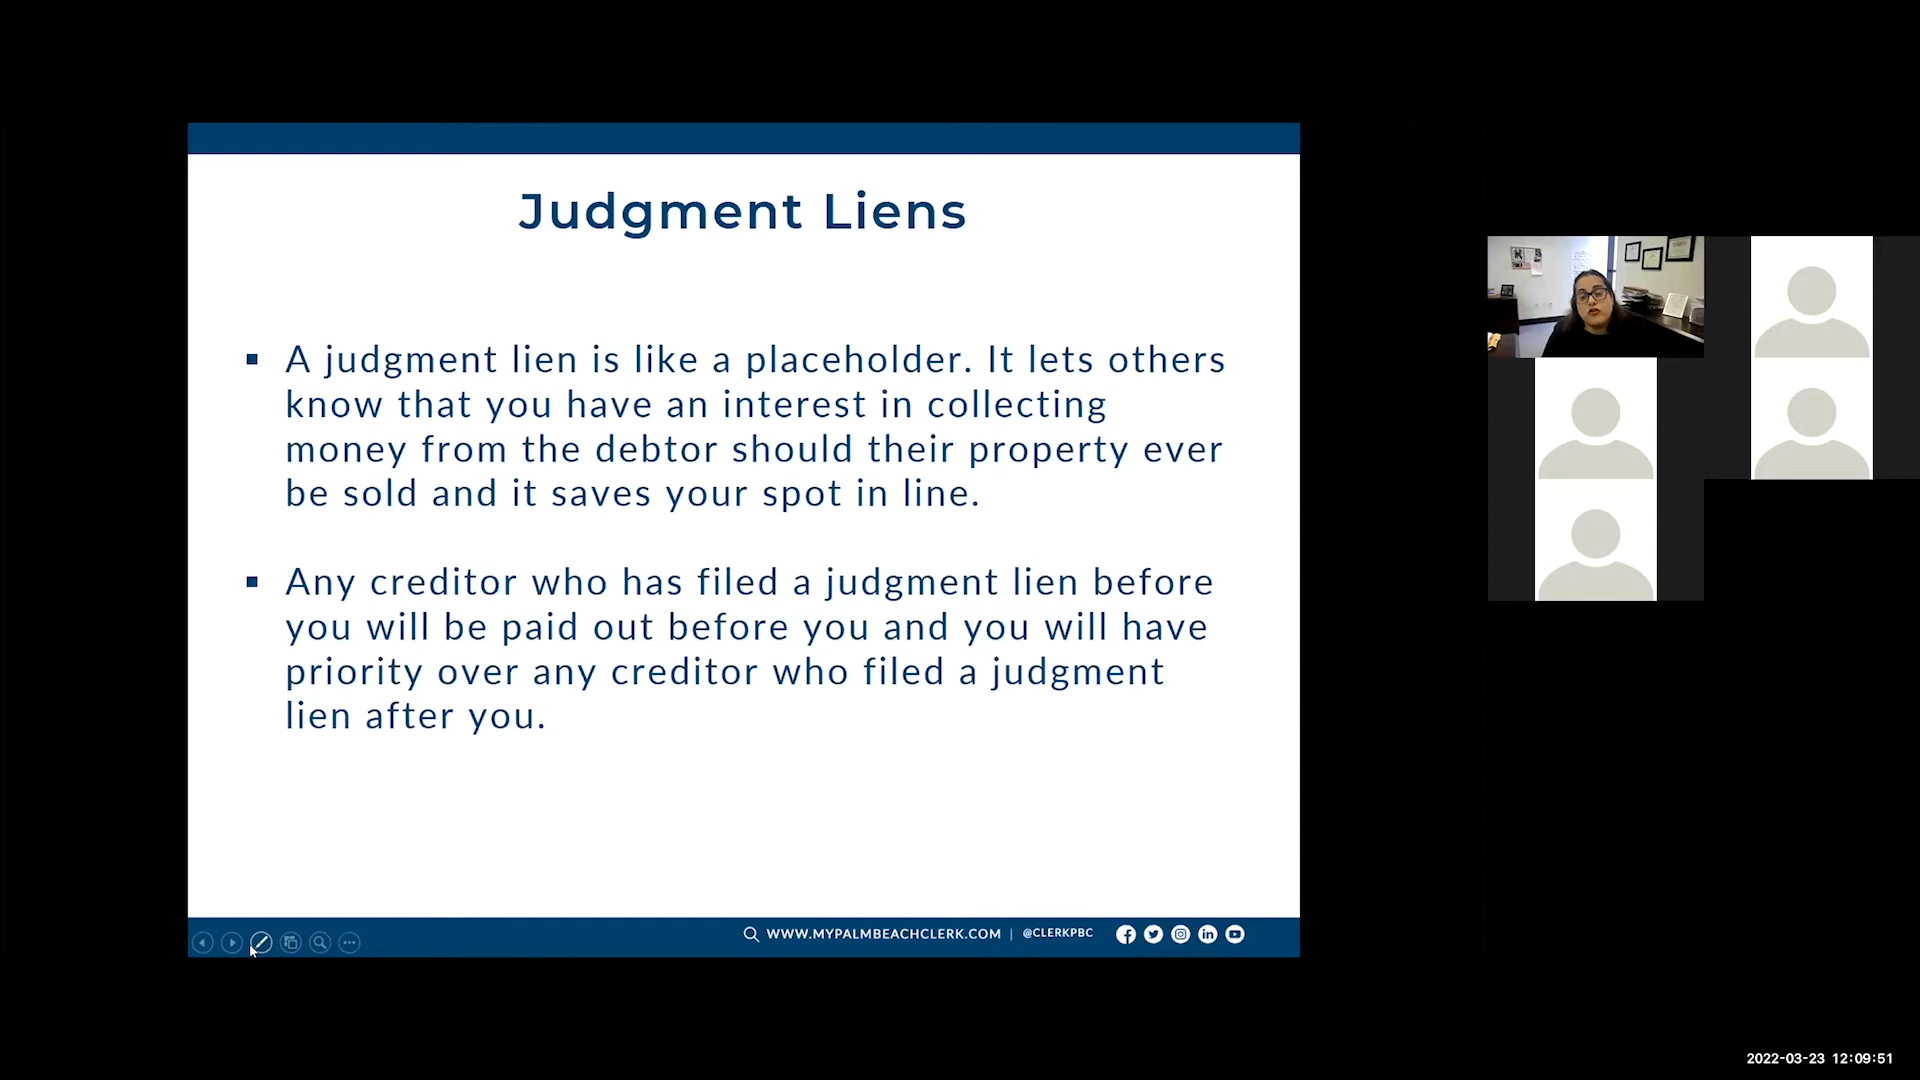 Judgment Liens
▪ A judgment lien is like a placeholder. It lets others
know that you have an interest in collecting
money from the debtor should their property ever
be sold and it saves your spot in line.
▪ Any creditor who has filed a judgment lien before
you will be paid out before you and you will have
priority over any creditor who filed a judgment
lien after you.
WWW.MYPALMBEACHCLERK.COM | @CLERKPBC
2022-03-23 12:09:51